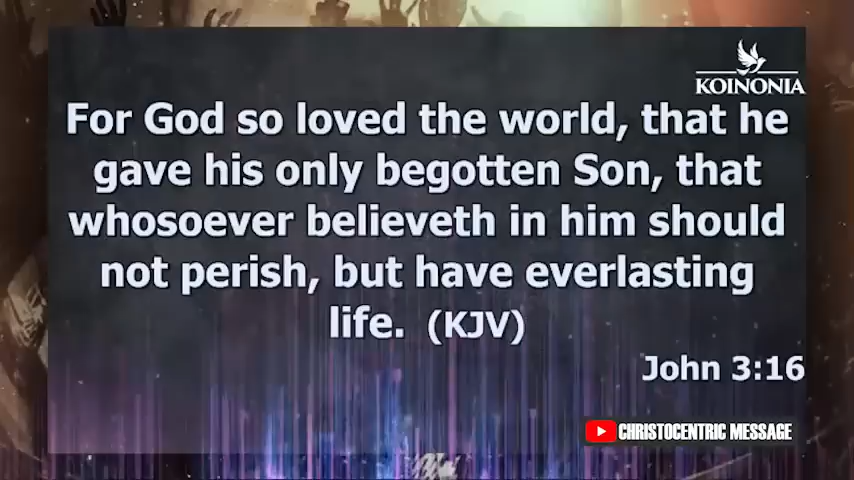 KOINONIA
For God so loved the world, that he
gave his only begotten Son, that
whosoever believeth in him should
not perish, but have everlasting
life. (KJV)
John 3:16
CHRISTOCENTRIC MESSAGE